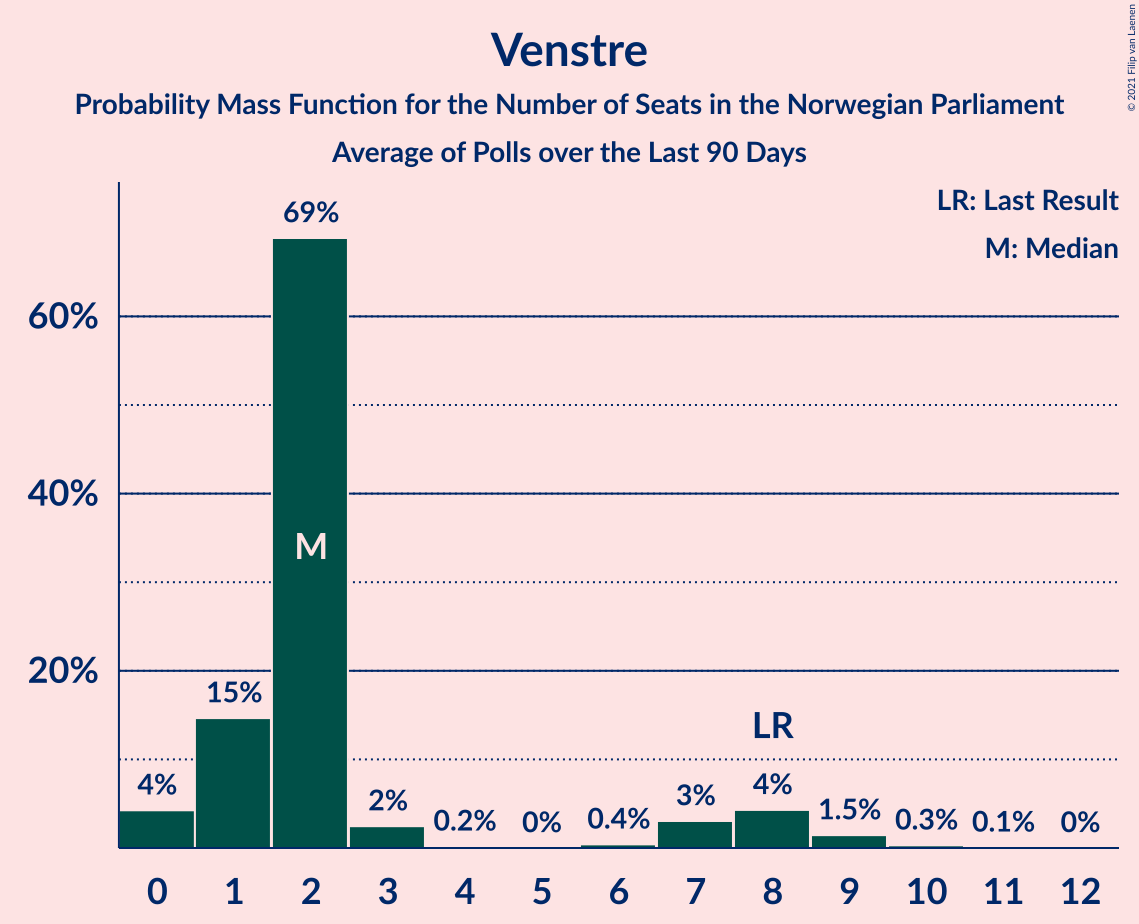 Venstre
Probability Mass Function for the Number of Seats in the Norwegian Parliament
Average of Polls over the Last 90 Days
© 2021 Filip van Laenen
LR: Last Result
M: Median
69%
60%
40%
M
20%
15%
LR
4%
2%
0.2%
0%
0.4%
3%
4%
1.5%
0.3%
0.1%
0%
0 1 2 3 4 5 6 7 8 9 10 11 12